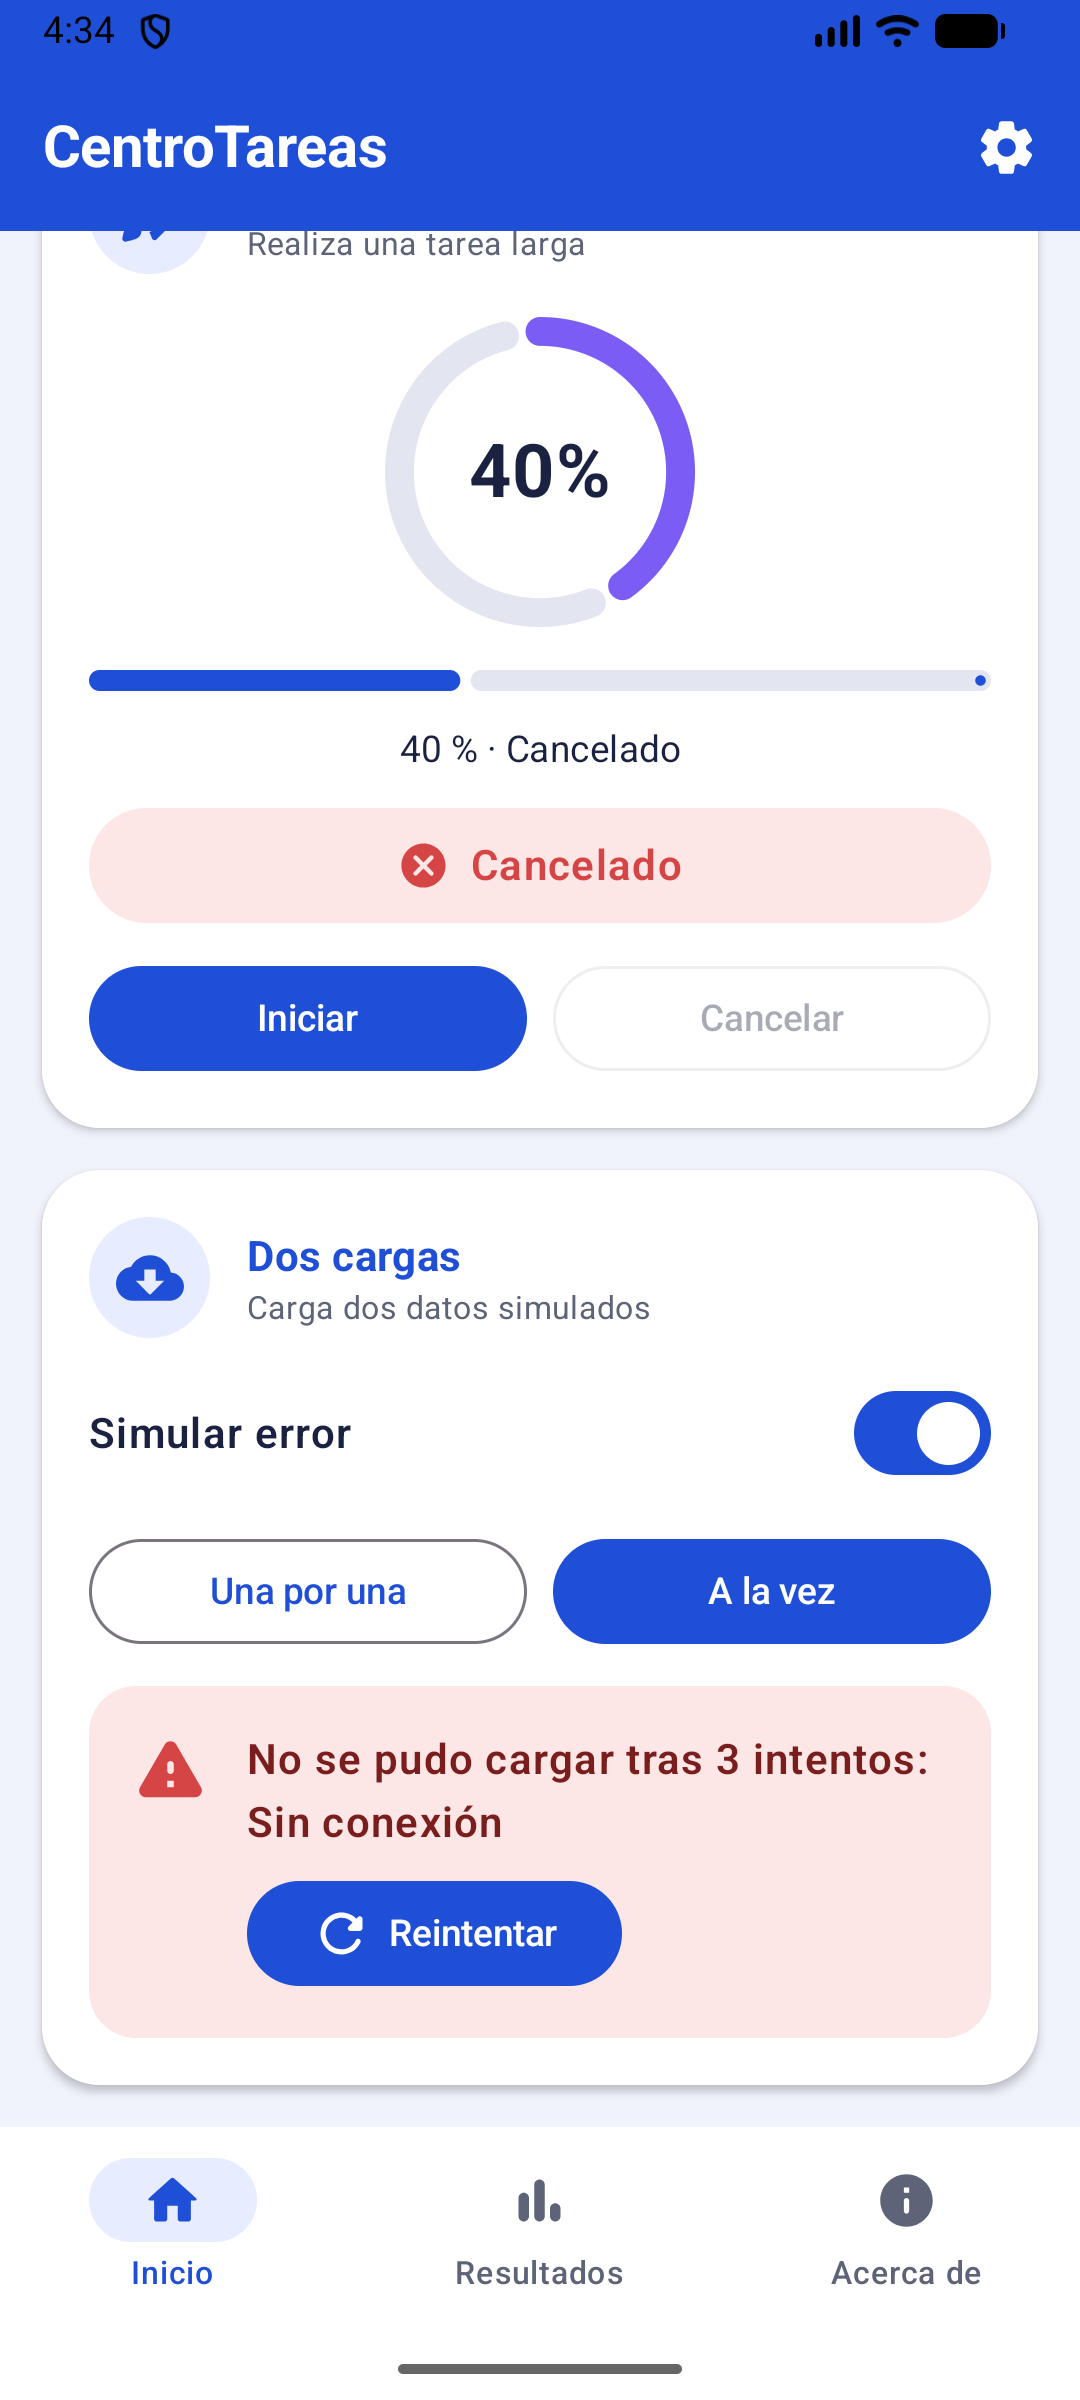 4:34
CentroTareas
Realiza una tarea larga
40%
40 % · Cancelado
Cancelado
Iniciar
Cancelar
Dos cargas
Carga dos datos simulados
Simular error
Una por una
A la vez
No se pudo cargar tras 3 intentos:
Sin conexión
Reintentar
Inicio
Resultados
Acerca de